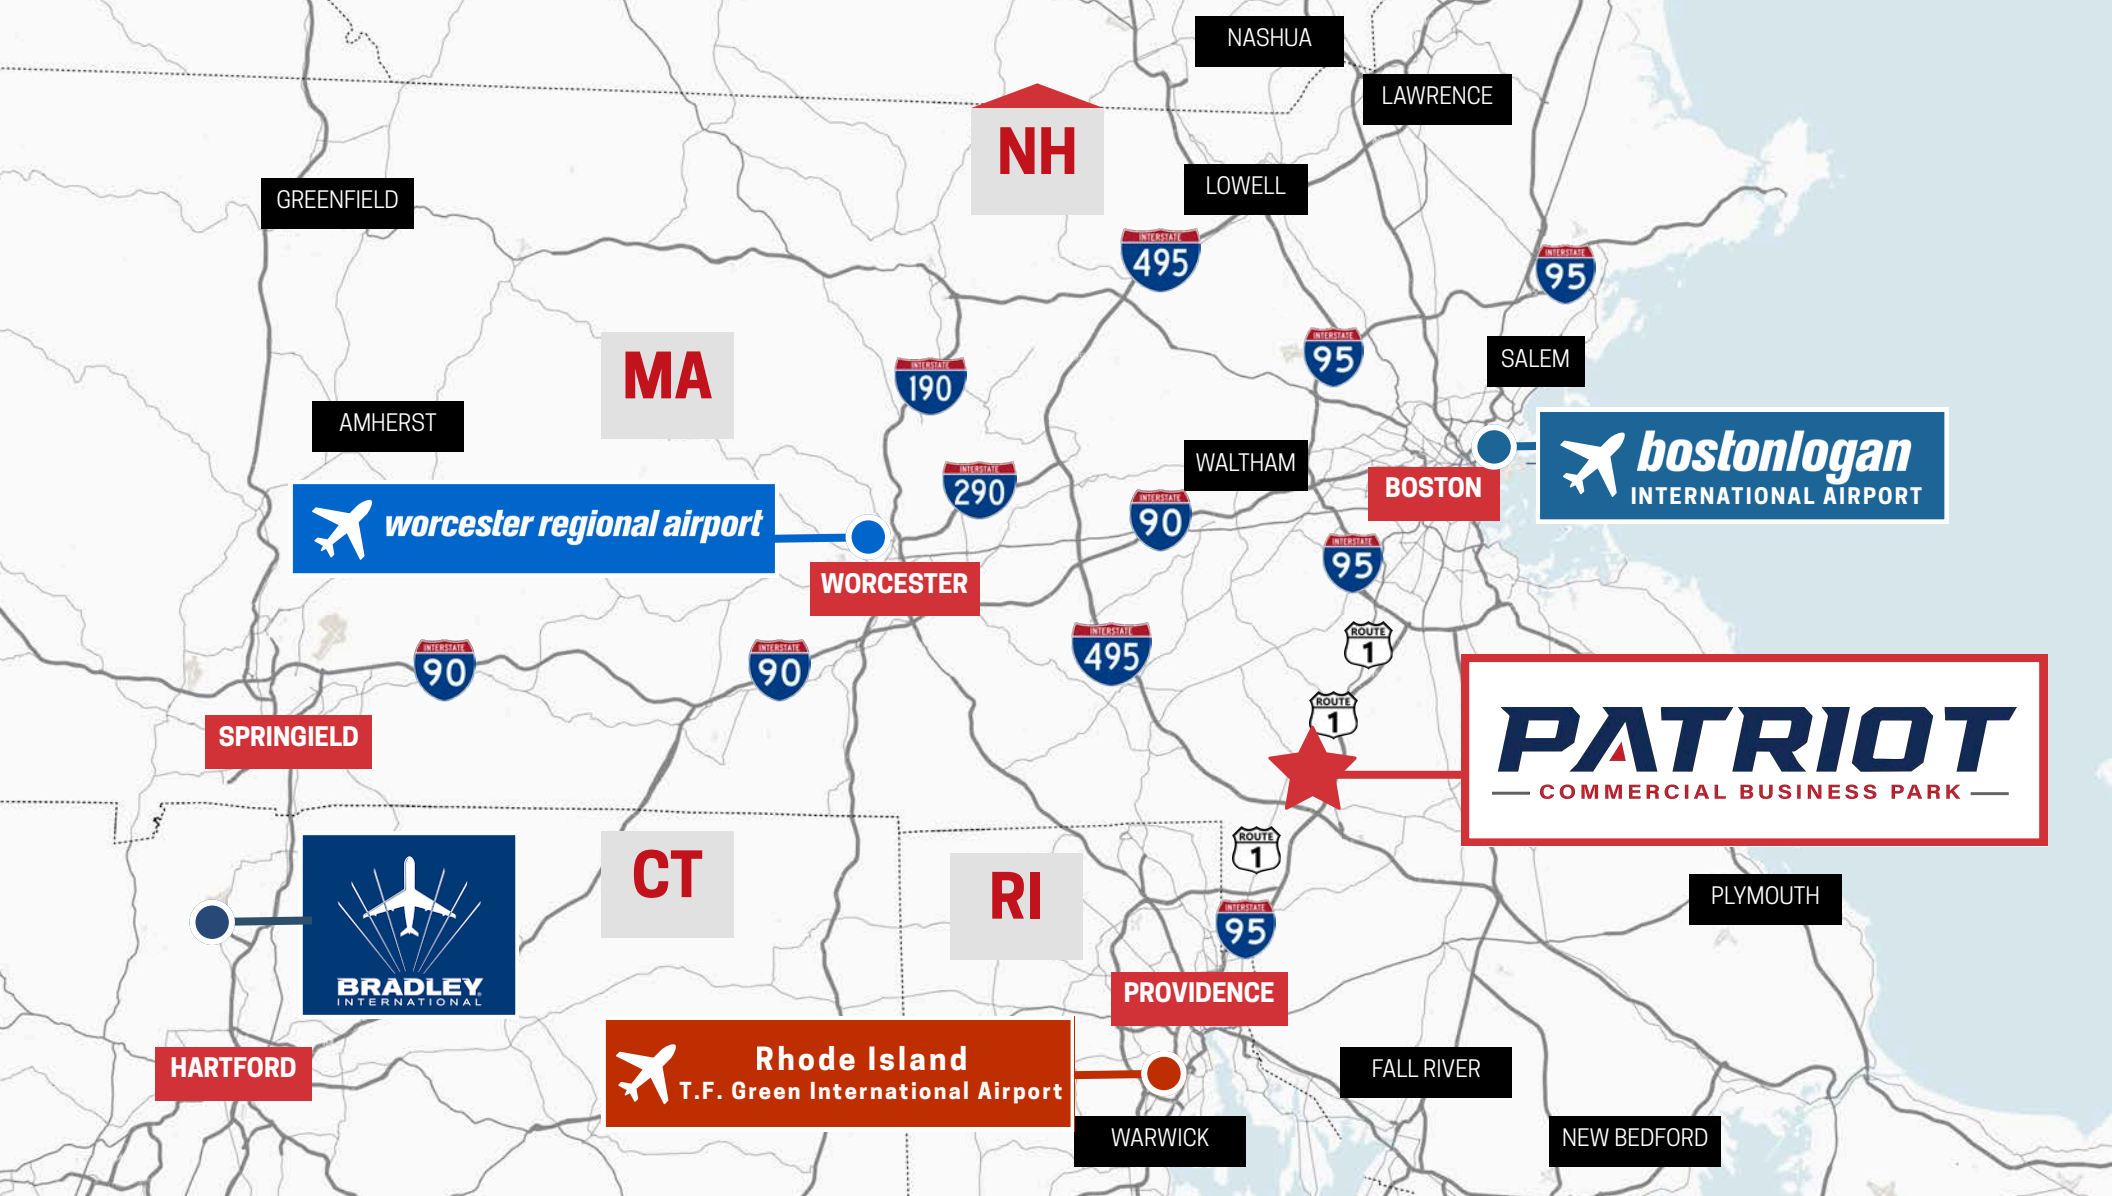 NASHUA
LAWRENCE
NH
LOWELL
GREENFIELD
INTERSTATE
495
INTERSTATE
95
INTERSTATE
95
SALEM
MA
INTERSTATE
190
AMHERST
bostonlogan
INTERNATIONAL AIRPORT
WALTHAM
BOSTON
INTERSTATE
290
INTERSTATE
90
worcester regional airport
INTERSTATE
95
WORCESTER
INTERSTATE
495
ROUTE
1
INTERSTATE
90
INTERSTATE
90
ROUTE
1
SPRINGIELD
PATRIOT
COMMERCIAL BUSINESS PARK
ROUTE
1
CT
RI
PLYMOUTH
INTERSTATE
95
BRADLEY
INTERNATIONAL
PROVIDENCE
HARTFORD
Rhode Island
T.F. Green International Airport
FALL RIVER
WARWICK
NEW BEDFORD